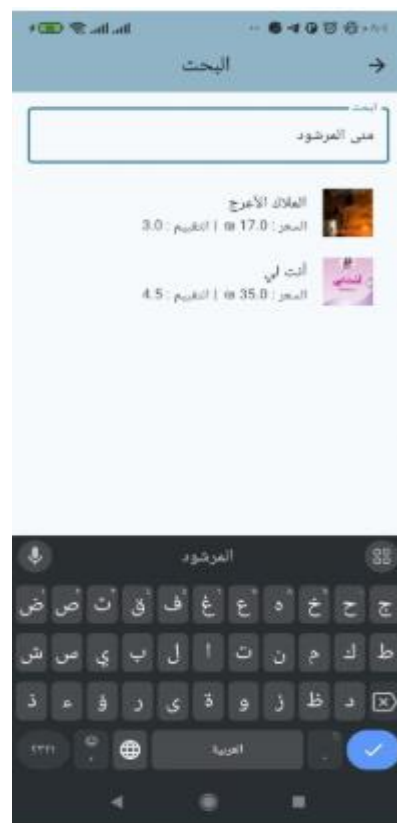 البحث
البحث
منى المرشود
الملاك الأعرج
السعر : 17.0 ₪ | التقييم : 3.0
أنت لي
السعر : 35.0 ₪ | التقييم : 4.5
المرشود
ج ح خ ه ع غ ف ق ث ص ض
ط ك م ن ت ا ل ب ي س ش
د ظ ز و ة ى ر ؤ ء ذ
العربية